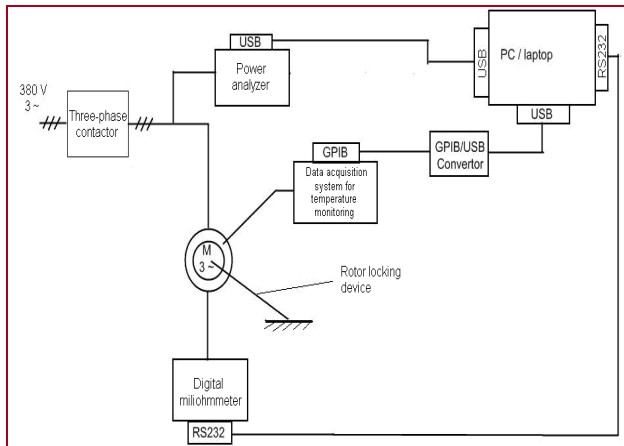 USB
Power
analyzer
380 V
3 ~
Three-phase
contactor
USB
PC / laptop
RS232
USB
GPIB
Data acquisition
system for
temperature
monitoring
GPIB/USB
Convertor
M
3 ~
Rotor locking
device
Digital
miliohmmeter
RS232